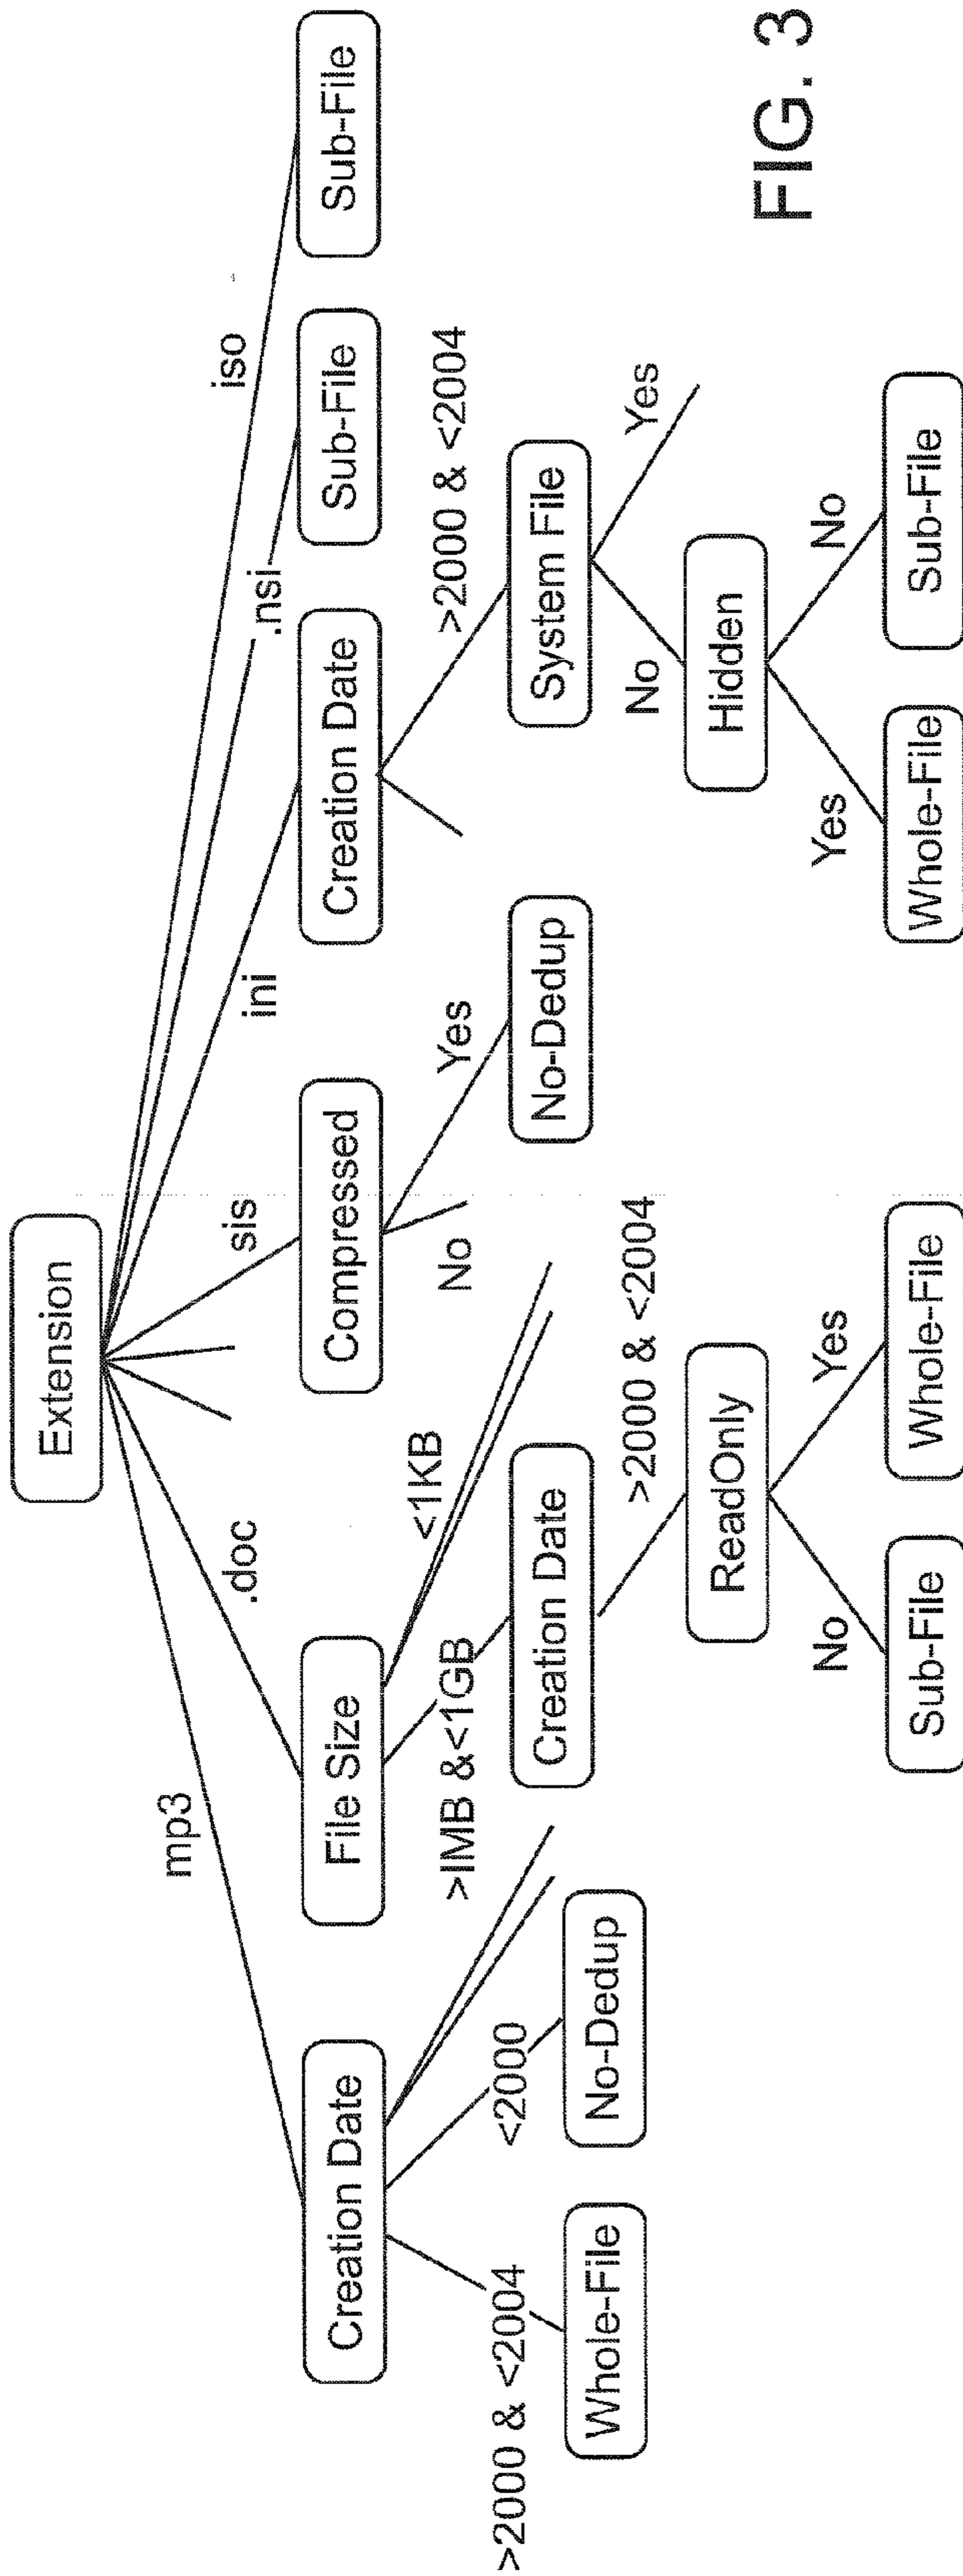 Extension
mp3
.doc
sis
ini
.nsi
iso
Creation Date
File Size
Compressed
Creation Date
Sub-File
Sub-File
>2000 & <2004
<2000
>IMB &<1GB
<1KB
No
Yes
>2000 & <2004
Whole-File
No-Dedup
Creation Date
No-Dedup
System File
>2000 & <2004
No
Yes
ReadOnly
Hidden
No
Yes
Yes
No
Sub-File
Whole-File
Whole-File
Sub-File
FIG. 3